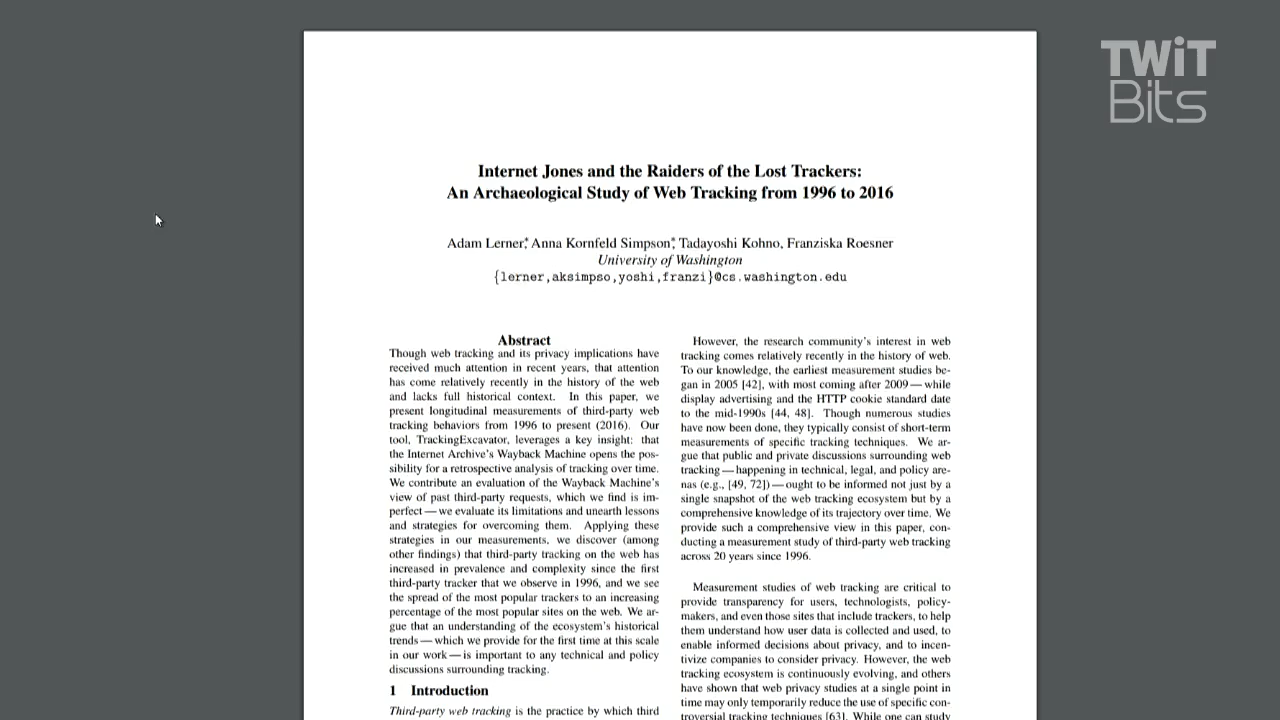 TWiT
Bits
Internet Jones and the Raiders of the Lost Trackers:
An Archaeological Study of Web Tracking from 1996 to 2016
Adam Lerner*, Anna Kornfeld Simpson*, Tadayoshi Kohno, Franziska Roesner
University of Washington
{lerner,aksimpso,yoshi,franzi}@cs.washington.edu
Abstract
Though web tracking and its privacy implications have
received much attention in recent years, that attention
has come relatively recently in the history of the web
and lacks full historical context. In this paper, we
present longitudinal measurements of third-party web
tracking behaviors from 1996 to present (2016). Our
tool, TrackingExcavator, leverages a key insight: that
the Internet Archive's Wayback Machine opens the pos-
sibility for a retrospective analysis of tracking over time.
We contribute an evaluation of the Wayback Machine's
view of past third-party requests, which we find is im-
perfect — we evaluate its limitations and unearth lessons
and strategies for overcoming them. Applying these
strategies in our measurements, we discover (among
other findings) that third-party tracking on the web has
increased in prevalence and complexity since the first
third-party tracker that we observe in 1996, and we see
the spread of the most popular trackers to an increasing
percentage of the most popular sites on the web. We ar-
gue that an understanding of the ecosystem's historical
trends — which we provide for the first time at this scale
in our work — is important to any technical and policy
discussions surrounding tracking.
1 Introduction
Third-party web tracking is the practice by which third
However, the research community's interest in web
tracking comes relatively recently in the history of web.
To our knowledge, the earliest measurement studies be-
gan in 2005 [42], with most coming after 2009 — while
display advertising and the HTTP cookie standard date
to the mid-1990s [44, 48]. Though numerous studies
have now been done, they typically consist of short-term
measurements of specific tracking techniques. We ar-
gue that public and private discussions surrounding web
tracking — happening in technical, legal, and policy are-
nas (e.g., [49, 72]) — ought to be informed not just by a
single snapshot of the web tracking ecosystem but by a
comprehensive knowledge of its trajectory over time. We
provide such a comprehensive view in this paper, con-
ducting a measurement study of third-party web tracking
across 20 years since 1996.
Measurement studies of web tracking are critical to
provide transparency for users, technologists, policy-
makers, and even those sites that include trackers, to help
them understand how user data is collected and used, to
enable informed decisions about privacy, and to incen-
tivize companies to consider privacy. However, the web
tracking ecosystem is continuously evolving, and others
have shown that web privacy studies at a single point in
time may only temporarily reduce the use of specific con-
troversial tracking techniques [63]. While one can study